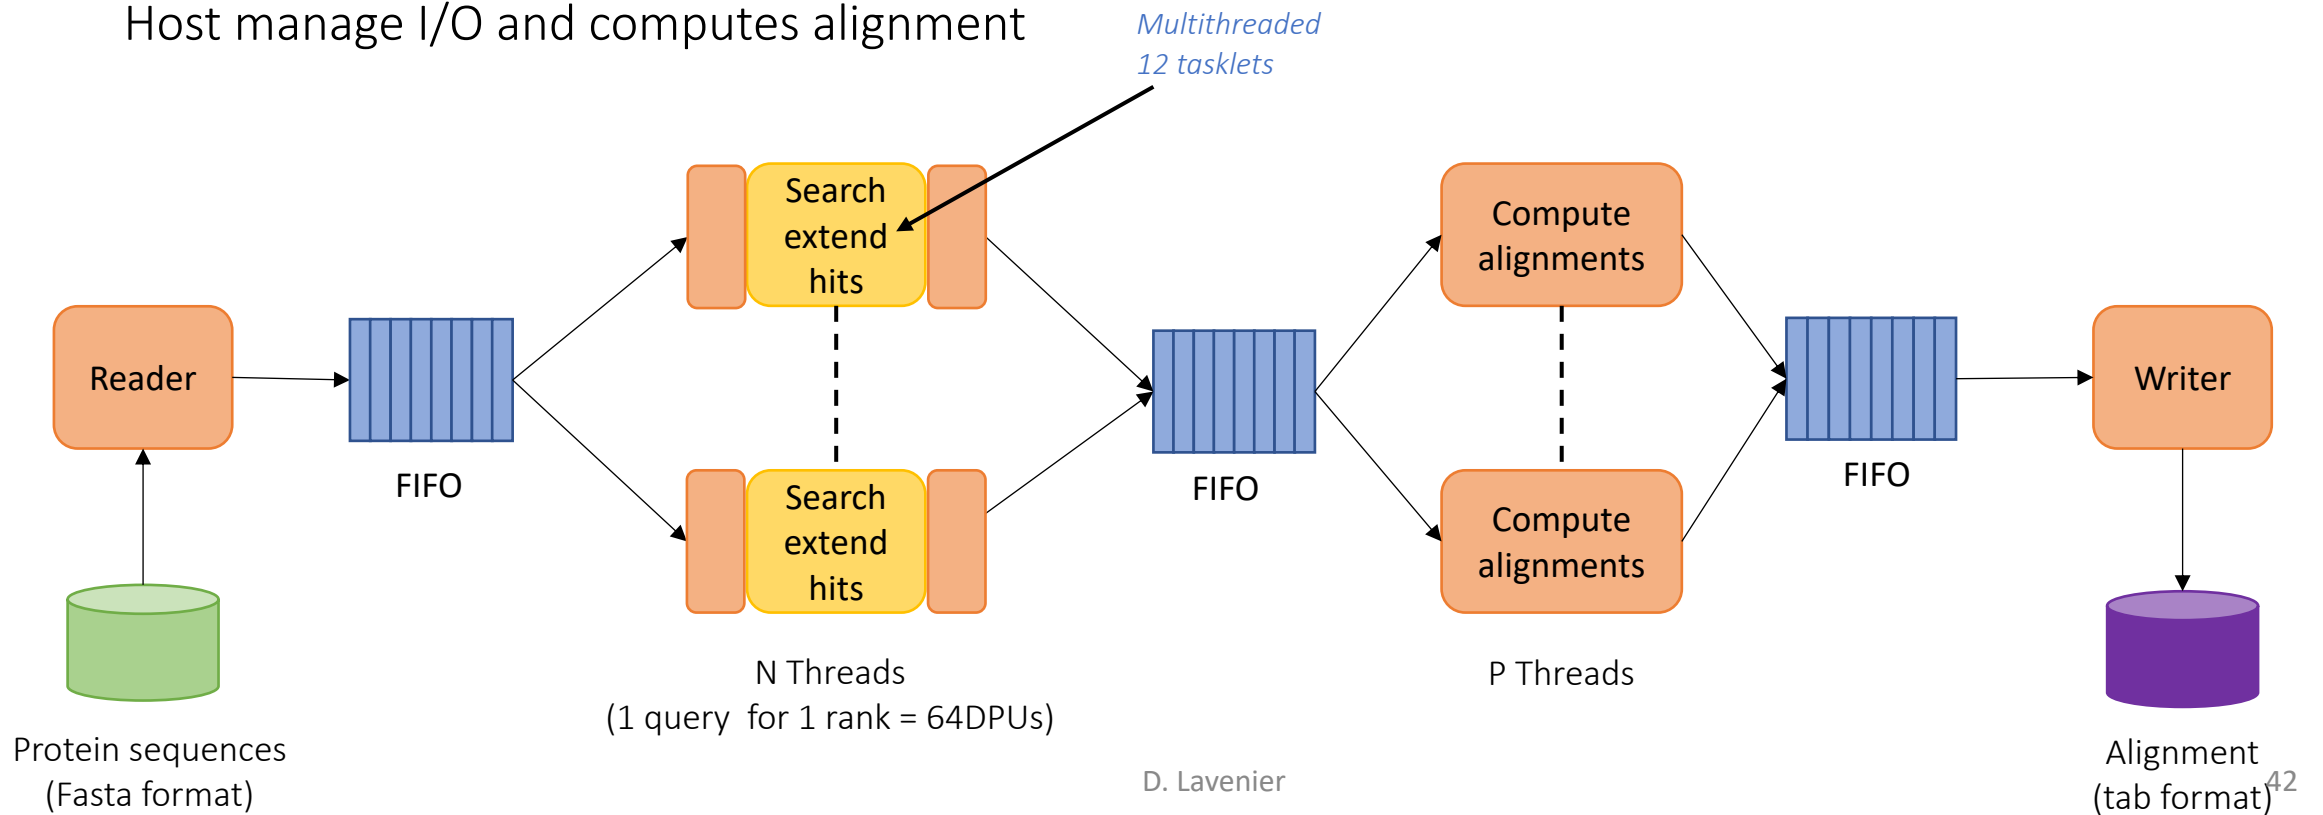 Host manage I/O and computes alignment
Multithreaded
12 tasklets
Search
extend
hits
Compute
alignments
Reader
FIFO
FIFO
FIFO
Writer
Search
extend
hits
Compute
alignments
N Threads
(1 query for 1 rank = 64DPUs)
P Threads
Protein sequences
(Fasta format)
Alignment
(tab format)
D. Lavenier
42